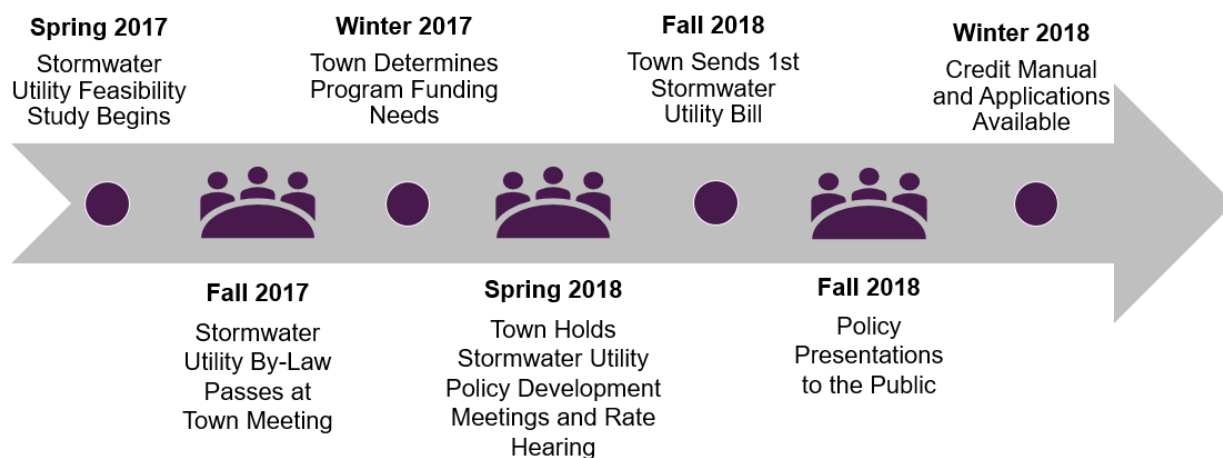 Spring 2017
Stormwater
Utility Feasibility
Study Begins
Fall 2017
Stormwater
Utility By-Law
Passes at
Town Meeting
Winter 2017
Town Determines
Program Funding
Needs
Spring 2018
Town Holds
Stormwater Utility
Policy Development
Meetings and Rate
Hearing
Fall 2018
Town Sends 1st
Stormwater
Utility Bill
Fall 2018
Policy
Presentations
to the Public
Winter 2018
Credit Manual
and Applications
Available